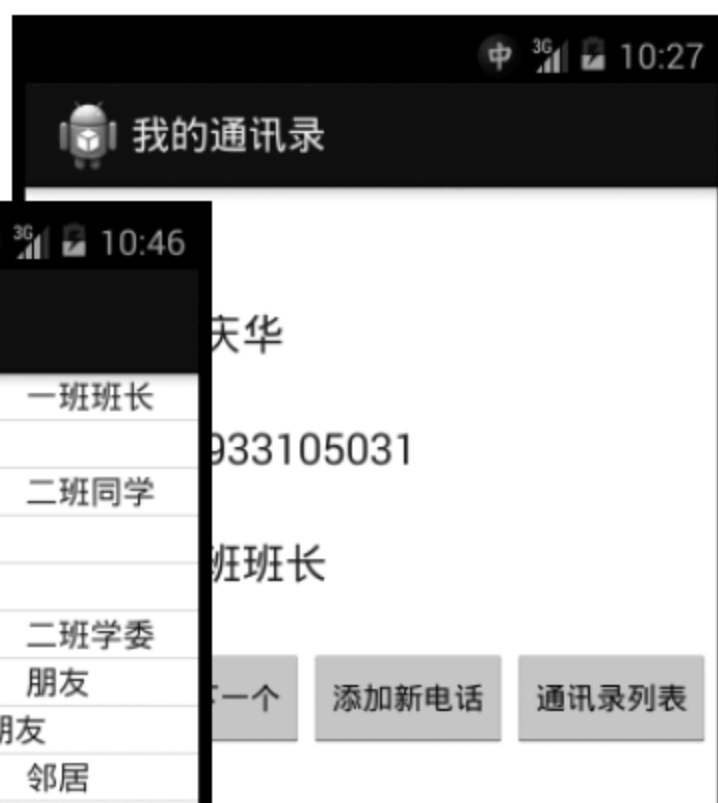 中 3G 10:27
我的通讯录
庆华
933105031
班班长
下一个 添加新电话 通讯录列表
3G 10:46
一班班长
二班同学
二班学委
朋友
朋友
邻居